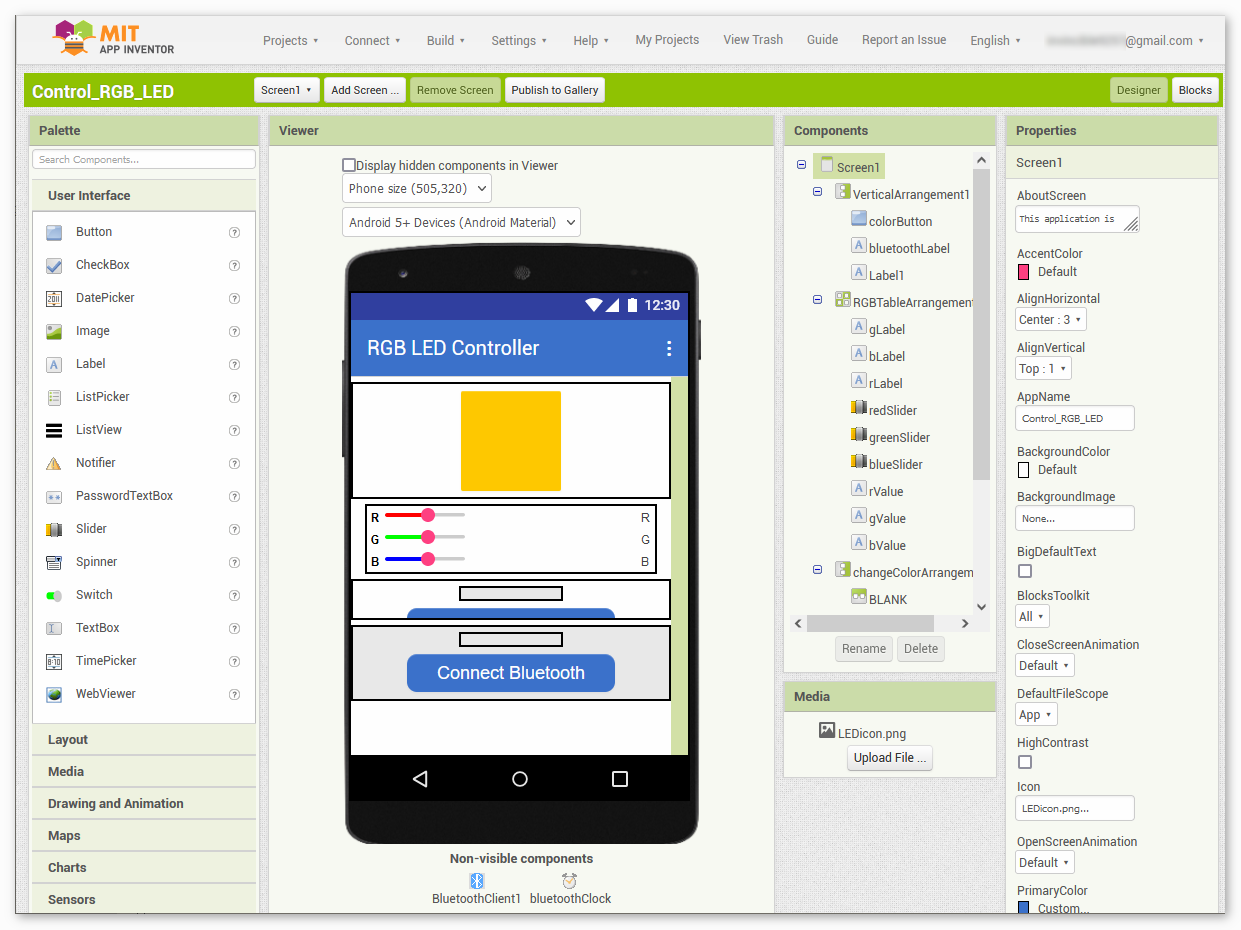 MIT
APP INVENTOR
Projects
Connect
Build
Settings
Help
My Projects
View Trash
Guide
Report an Issue
English
@gmail.com
Control_RGB_LED
Screen1
Add Screen ...
Remove Screen
Publish to Gallery
Designer
Blocks
Palette
Search Components...
User Interface
Button
CheckBox
DatePicker
Image
Label
ListPicker
ListView
Notifier
PasswordTextBox
Slider
Spinner
Switch
TextBox
TimePicker
WebViewer
Layout
Media
Drawing and Animation
Maps
Charts
Sensors
Viewer
Display hidden components in Viewer
Phone size (505,320)
Android 5+ Devices (Android Material)
12:30
RGB LED Controller
R R
G G
B B
Connect Bluetooth
Non-visible components
BluetoothClient1 bluetoothClock
Components
Screen1
VerticalArrangement1
colorButton
bluetoothLabel
Label1
RGBTableArrangement
gLabel
bLabel
rLabel
redSlider
greenSlider
blueSlider
rValue
gValue
bValue
changeColorArrangem
BLANK
Rename Delete
Media
LEDicon.png
Upload File ...
Properties
Screen1
AboutScreen
This application is
AccentColor
Default
AlignHorizontal
Center : 3
AlignVertical
Top : 1
AppName
Control_RGB_LED
BackgroundColor
Default
BackgroundImage
None...
BigDefaultText
BlocksToolkit
All
CloseScreenAnimation
Default
DefaultFileScope
App
HighContrast
Icon
LEDicon.png...
OpenScreenAnimation
Default
PrimaryColor
Custom...